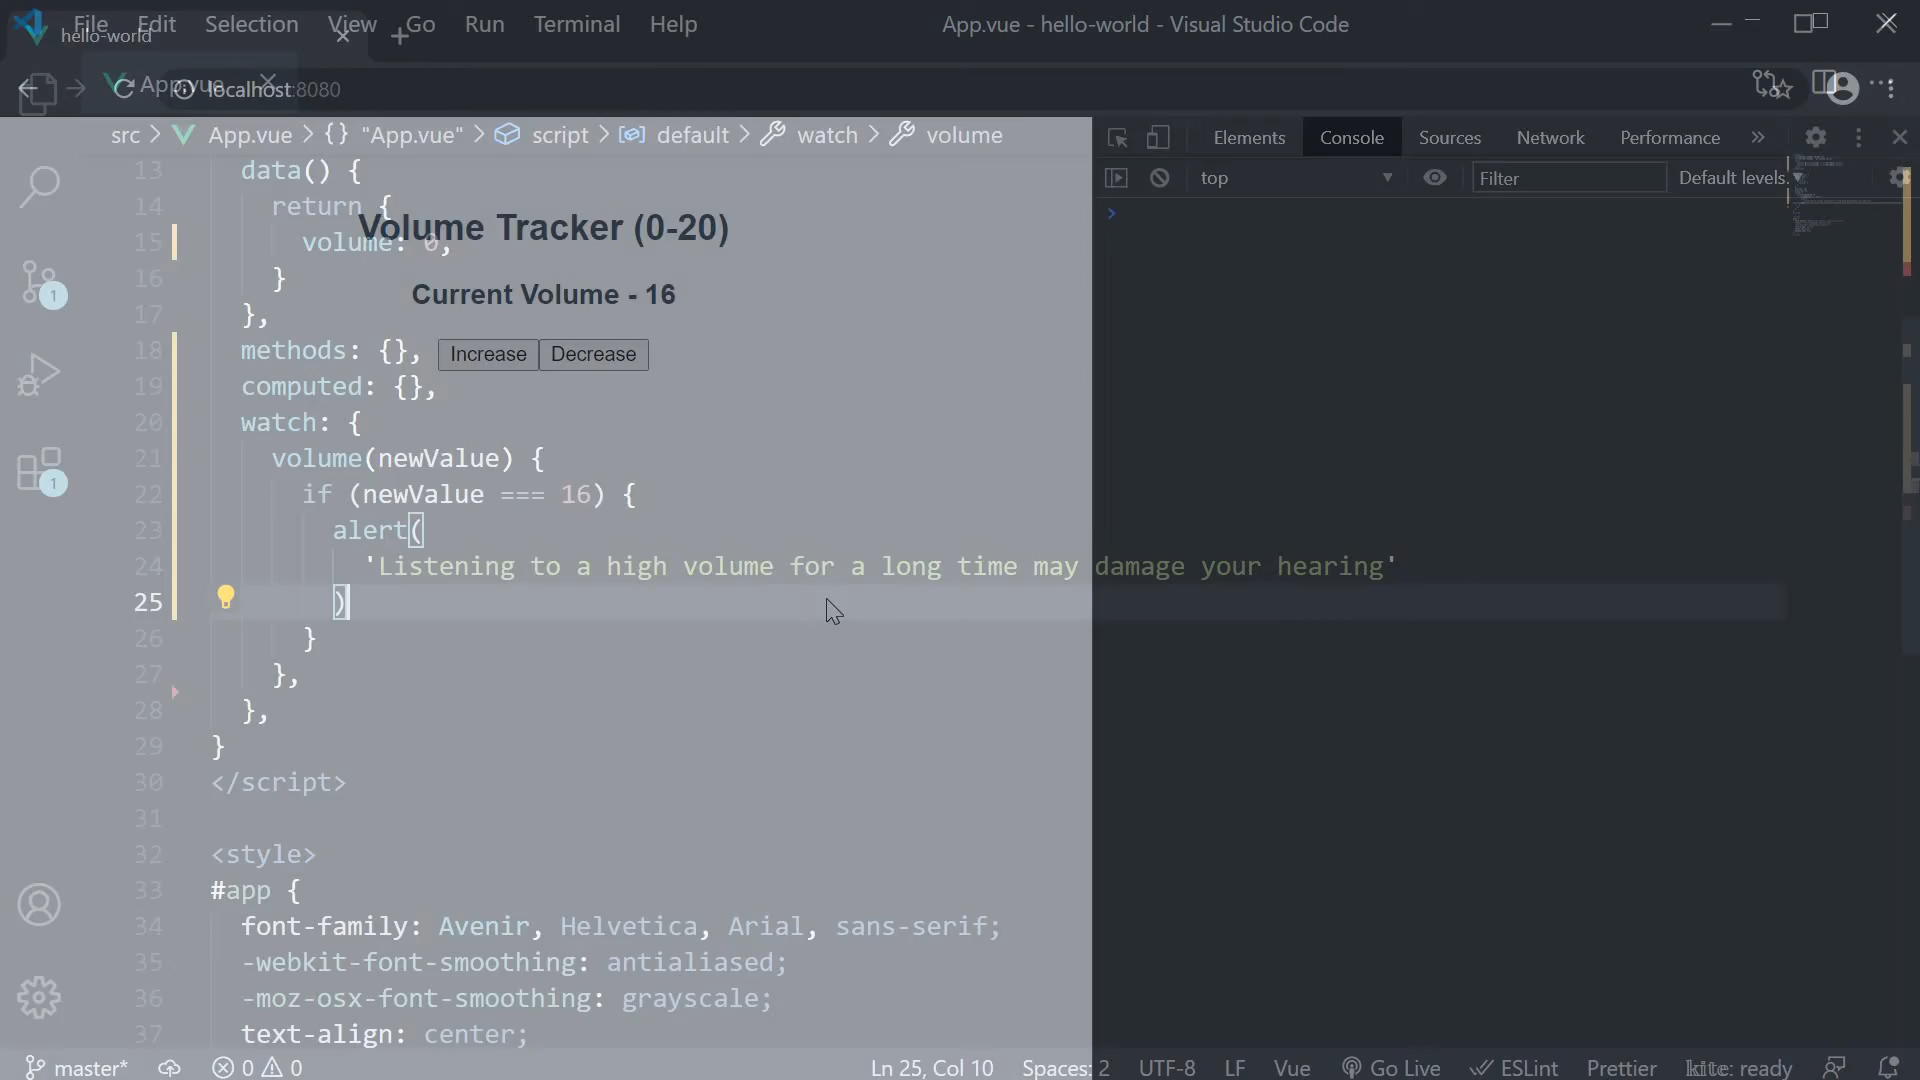 File Edit Selection View Go Run Terminal Help
App.vue - hello-world - Visual Studio Code
hello-world
App.vue
localhost:8080
src > App.vue > {} "App.vue" > script > default > watch > volume
Elements Console Sources Network Performance »
top
Filter
Default levels
13 data() {
14 return {
15 volume: 0,
16 }
17 },
18 methods: {},
19 computed: {},
20 watch: {
21 volume(newValue) {
22 if (newValue === 16) {
23 alert(
24 'Listening to a high volume for a long time may damage your hearing'
25 )
26 }
27 },
28 },
29 }
30 </script>
31
32 <style>
33 #app {
34 font-family: Avenir, Helvetica, Arial, sans-serif;
35 -webkit-font-smoothing: antialiased;
36 -moz-osx-font-smoothing: grayscale;
37 text-align: center;
Volume Tracker (0-20)
Current Volume - 16
Increase Decrease
1
1
master* 0 0 Ln 25, Col 10 Spaces: 2 UTF-8 LF Vue Go Live ESLint Prettier kite: ready